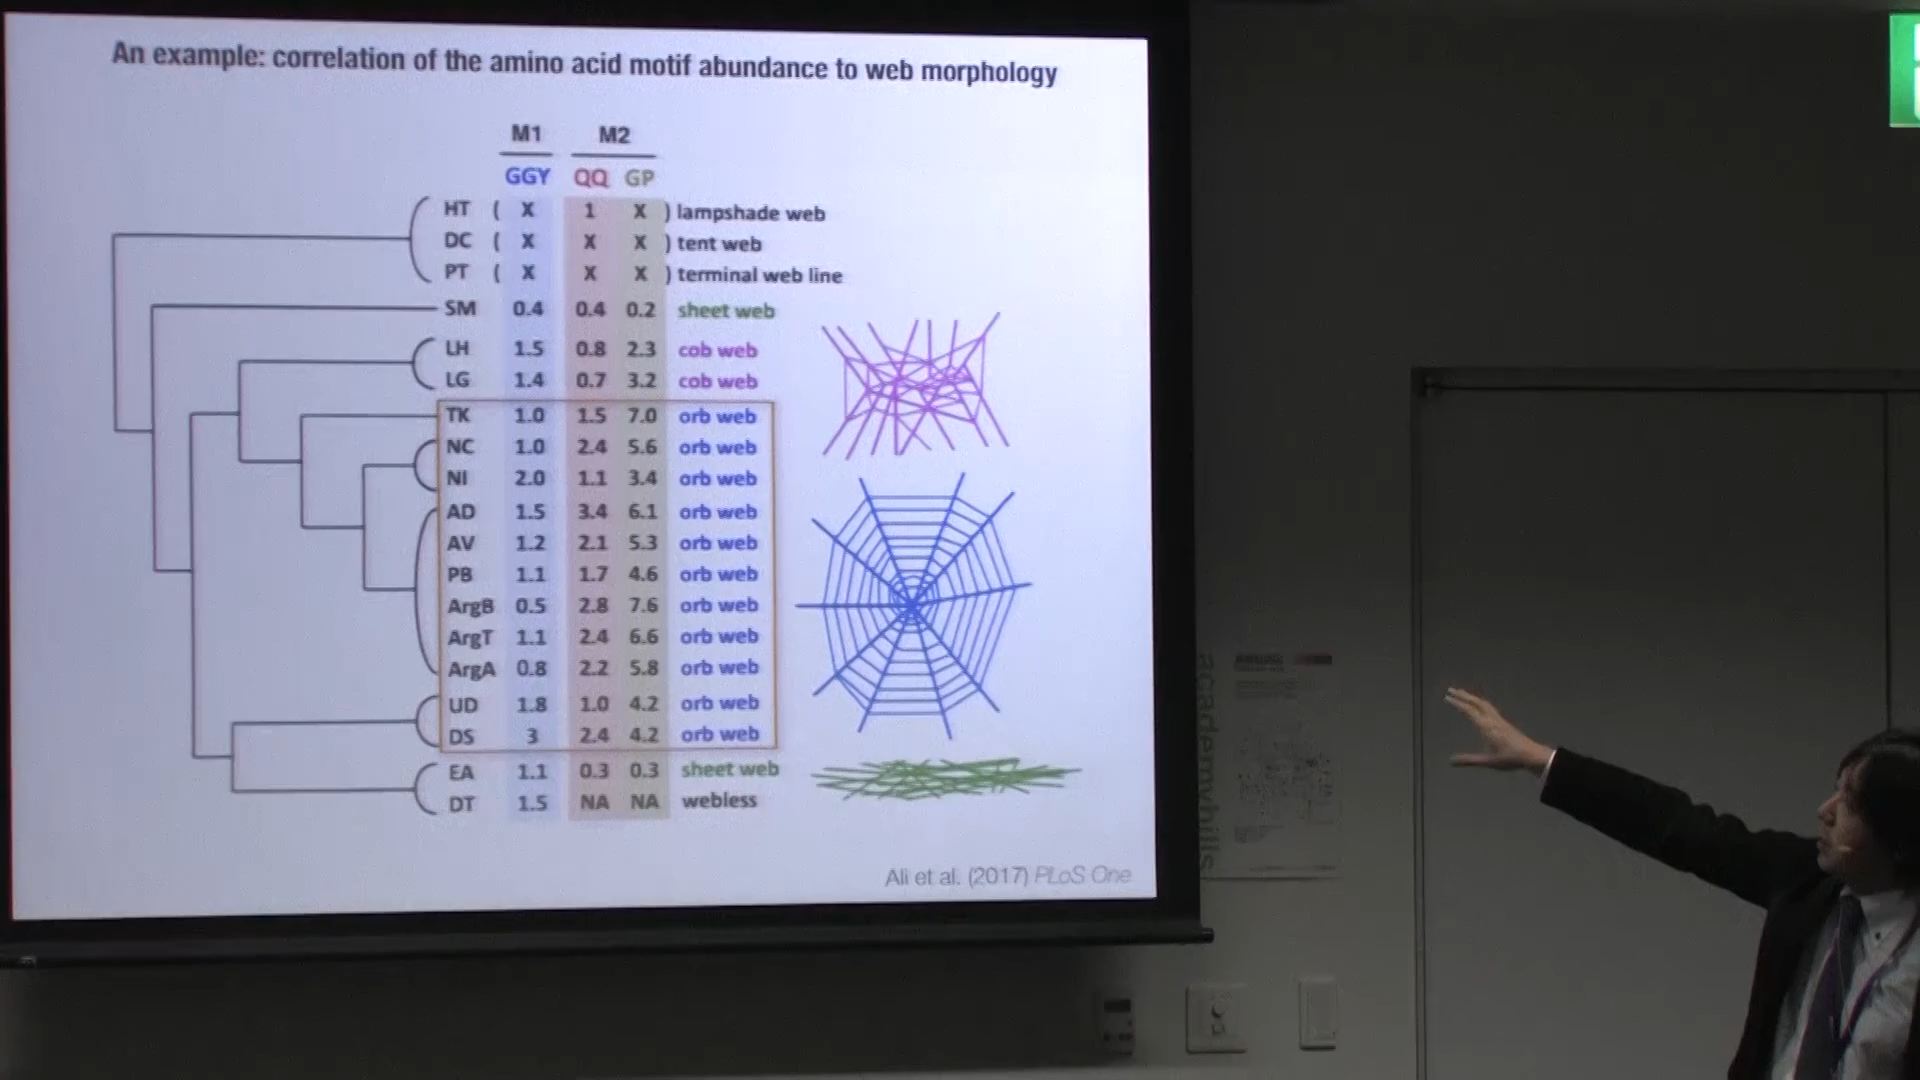 An example: correlation of the amino acid motif abundance to web morphology
M1 M2
GGY QQ GP
HT ( X 1 X ) lampshade web
DC ( X X X ) tent web
PT ( X X X ) terminal web line
SM 0.4 0.4 0.2 sheet web
LH 1.5 0.8 2.3 cob web
LG 1.4 0.7 3.2 cob web
TK 1.0 1.5 7.0 orb web
NC 1.0 2.4 5.6 orb web
NI 2.0 1.1 3.4 orb web
AD 1.5 3.4 6.1 orb web
AV 1.2 2.1 5.3 orb web
PB 1.1 1.7 4.6 orb web
ArgB 0.5 2.8 7.6 orb web
ArgT 1.1 2.4 6.6 orb web
ArgA 0.8 2.2 5.8 orb web
UD 1.8 1.0 4.2 orb web
DS 3 2.4 4.2 orb web
EA 1.1 0.3 0.3 sheet web
DT 1.5 NA NA webless
Ali et al. (2017) PLoS One
academyhills